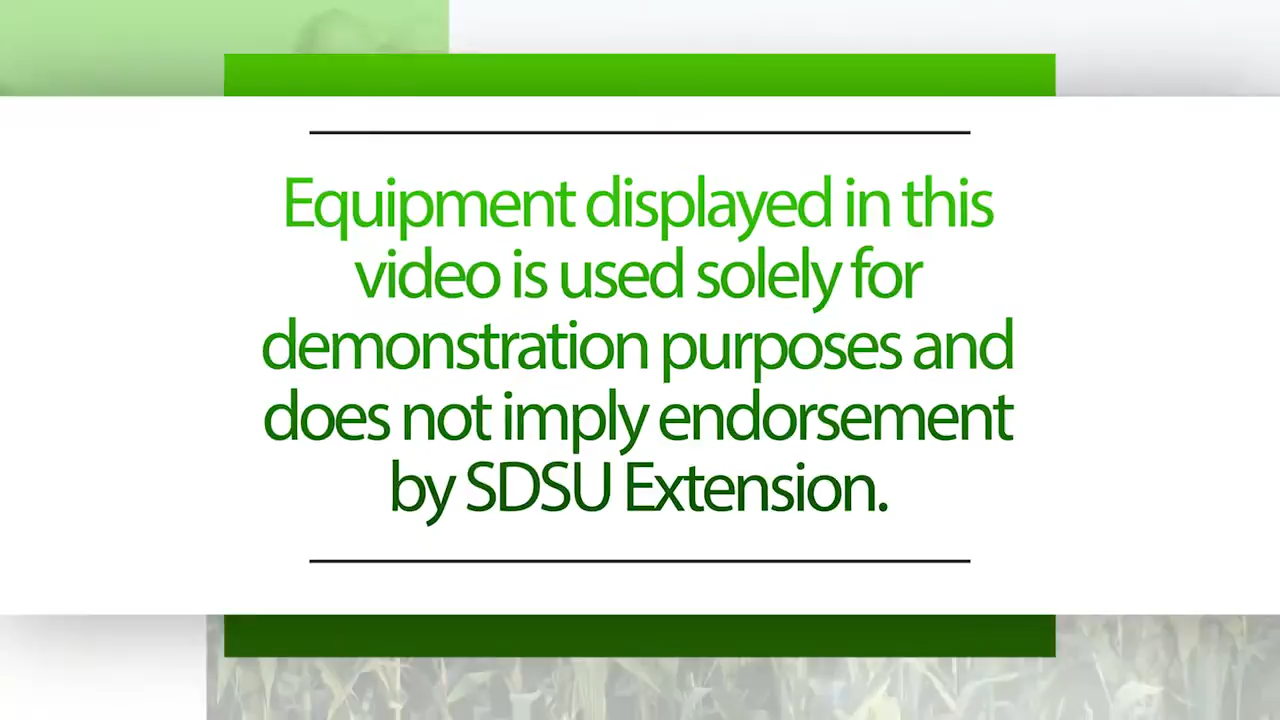 Equipment displayed in this
video is used solely for
demonstration purposes and
does not imply endorsement
by SDSU Extension.